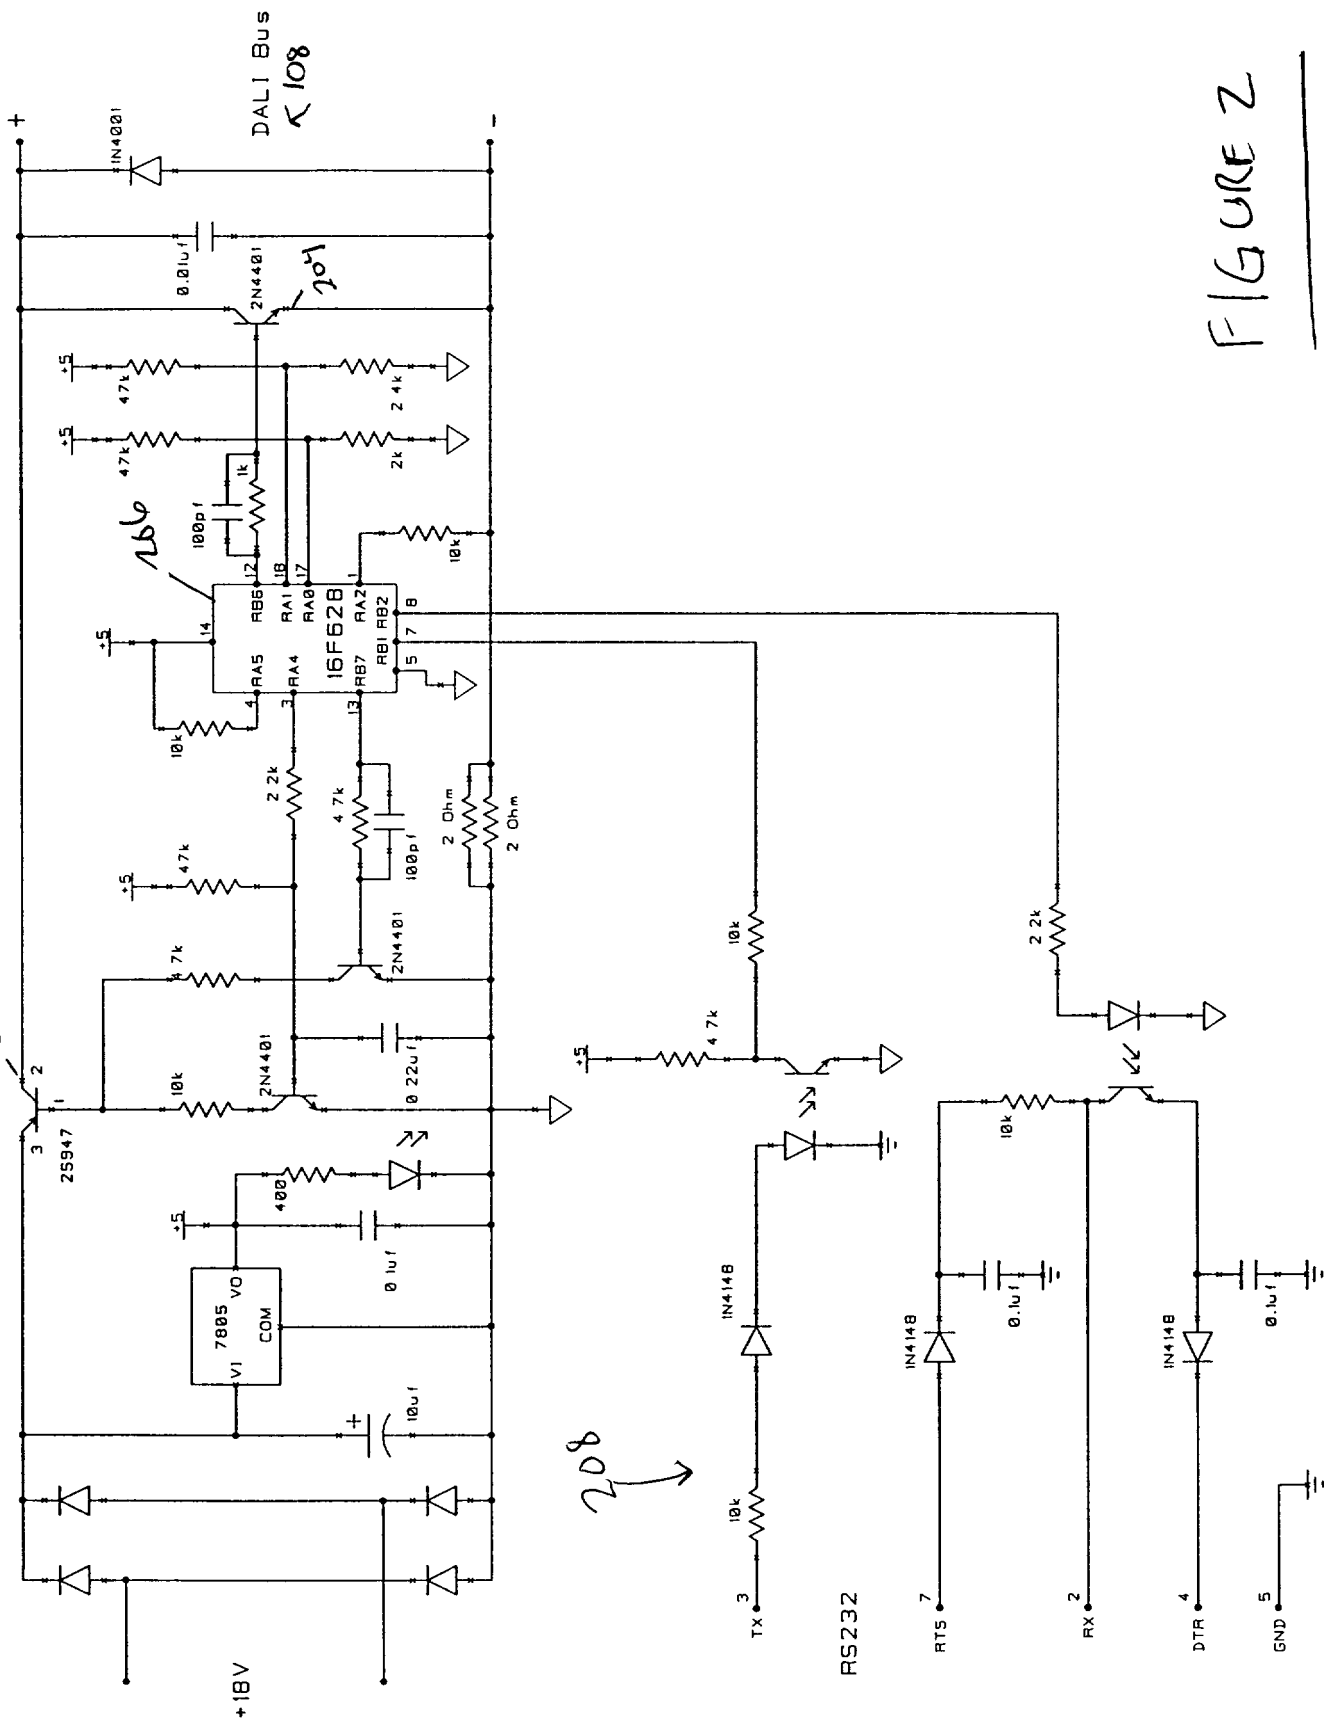 +
DALI Bus
108
-
1N4001
0.01uf
2N4401
204
+5
47k
2 4k
+5
47k
2k
1k
100pf
206
+5
14
RA5
4
10k
RB6
12
RA1
18
RA0
17
RA4
3
16F628
RA2
1
RB7
13
RB1
7
RB2
8
5
10k
2 2k
4 7k
100pf
2 Ohm
2 Ohm
+5
47k
4 7k
2N4401
0 22uf
2
1
3
2S947
10k
2N4401
400
+5
0 1uf
7805
VI
VO
COM
10uf
+
+18V
208
10k
1N4148
TX
3
+5
4 7k
10k
RS232
RTS
7
1N4148
0.1uf
10k
RX
2
2 2k
DTR
4
1N4148
0.1uf
GND
5
FIGURE 2